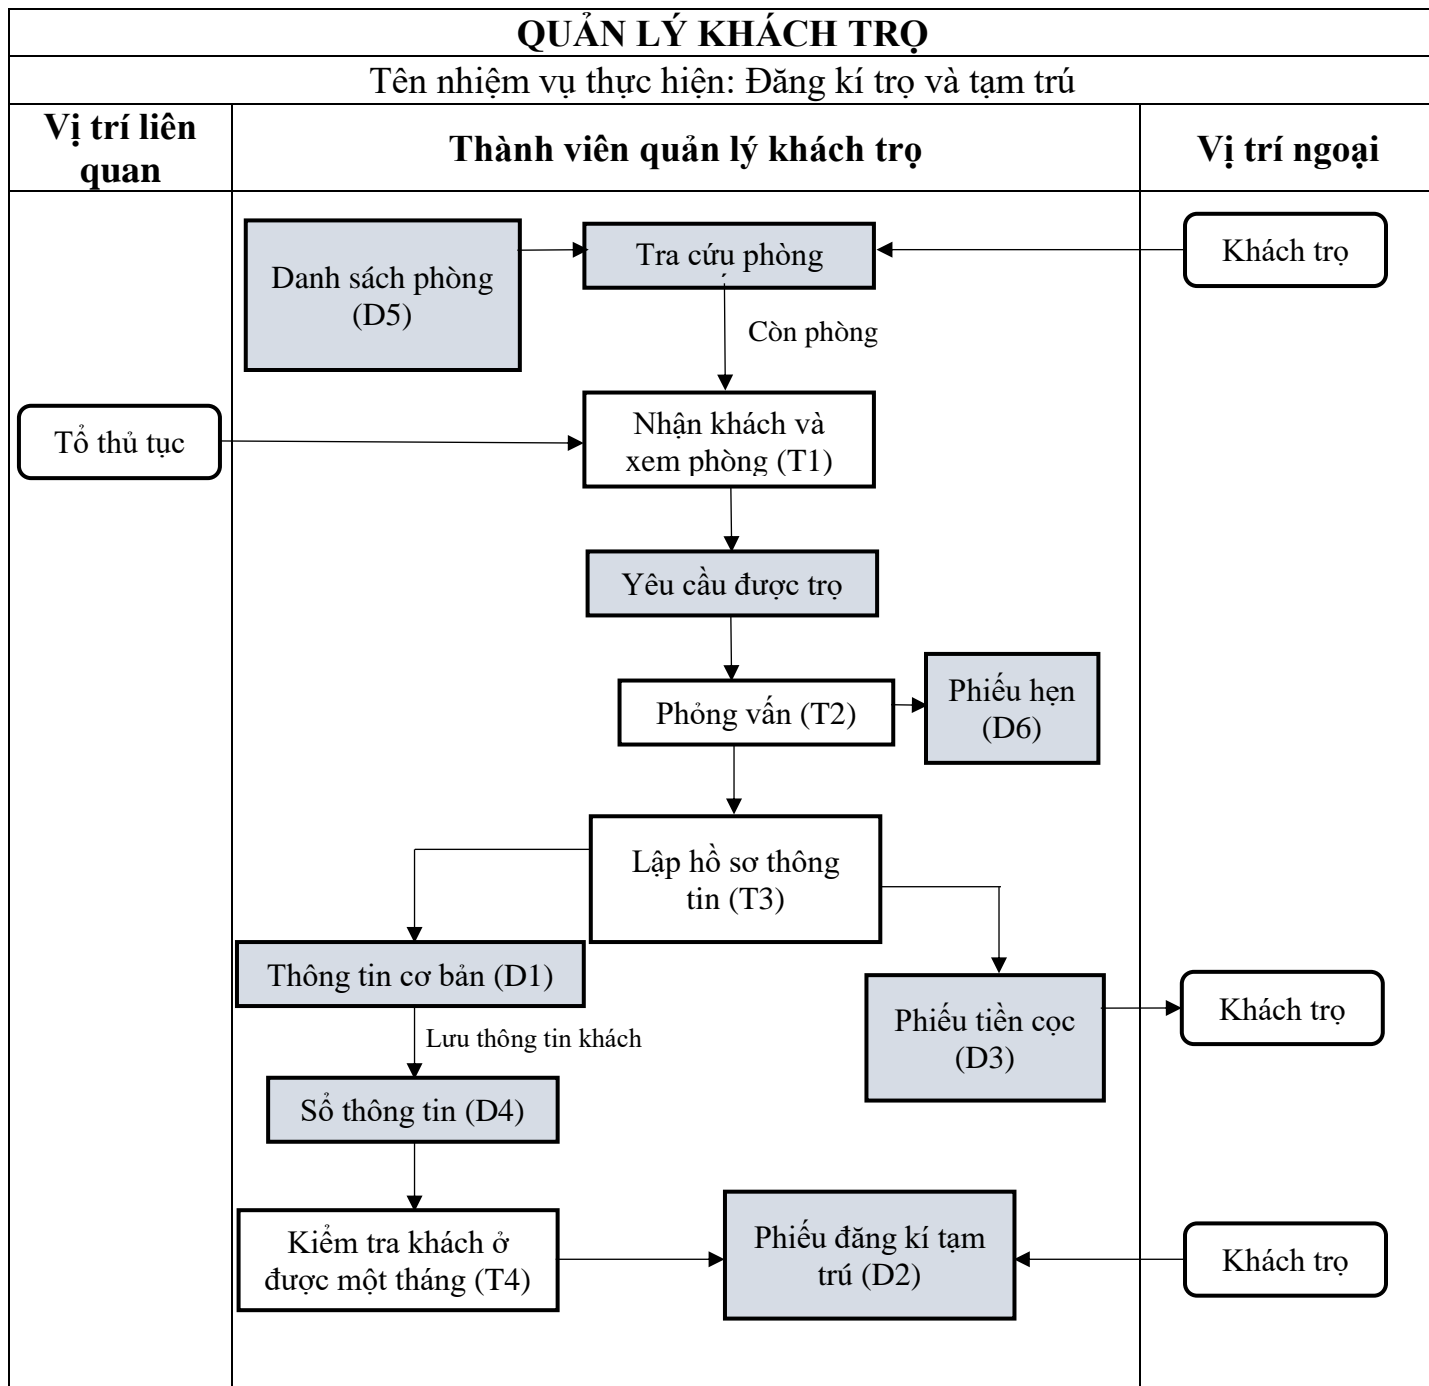 QUẢN LÝ KHÁCH TRỌ
Tên nhiệm vụ thực hiện: Đăng kí trọ và tạm trú
Vị trí liên
quan
Thành viên quản lý khách trọ
Vị trí ngoại
Danh sách phòng
(D5)
Tra cứu phòng
Khách trọ
Còn phòng
Tổ thủ tục
Nhận khách và
xem phòng (T1)
Yêu cầu được trọ
Phỏng vấn (T2)
Phiếu hẹn
(D6)
Lập hồ sơ thông
tin (T3)
Thông tin cơ bản (D1)
Phiếu tiền cọc
(D3)
Khách trọ
Lưu thông tin khách
Sổ thông tin (D4)
Kiểm tra khách ở
được một tháng (T4)
Phiếu đăng kí tạm
trú (D2)
Khách trọ